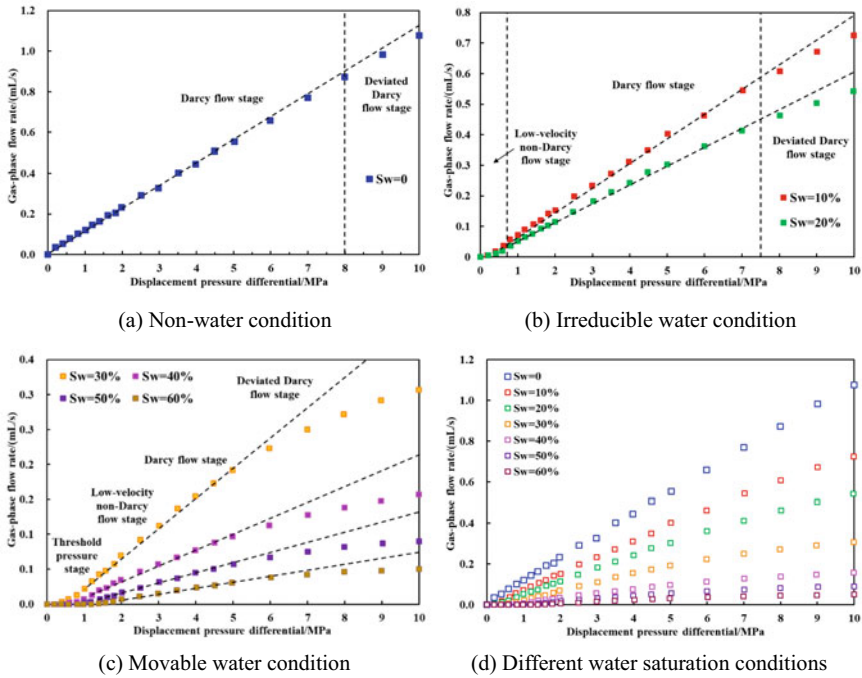 1.2
1.0
0.8
0.6
0.4
0.2
0.0
Gas-phase flow rate/(mL/s)
Darcy flow stage
Deviated Darcy
flow stage
Sw=0
0 1 2 3 4 5 6 7 8 9 10
Displacement pressure differential/MPa
(a) Non-water condition
0.8
0.7
0.6
0.5
0.4
0.3
0.2
0.1
0.0
Gas-phase flow rate/(mL/s)
Darcy flow stage
Low-velocity
non-Darcy
flow stage
Deviated Darcy
flow stage
Sw=10%
Sw=20%
0 1 2 3 4 5 6 7 8 9 10
Displacement pressure differential/MPa
(b) Irreducible water condition
0.4
0.3
0.3
0.2
0.2
0.1
0.1
0.0
Gas-phase flow rate/(mL/s)
Sw=30% Sw=40%
Sw=50% Sw=60%
Deviated Darcy
flow stage
Darcy flow stage
Low-velocity
non-Darcy
flow stage
Threshold
pressure
stage
0 1 2 3 4 5 6 7 8 9 10
Displacement pressure differential/MPa
(c) Movable water condition
1.2
1.0
0.8
0.6
0.4
0.2
0.0
Gas-phase flow rate/(mL/s)
Sw=0
Sw=10%
Sw=20%
Sw=30%
Sw=40%
Sw=50%
Sw=60%
0 1 2 3 4 5 6 7 8 9 10
Displacement pressure differential/MPa
(d) Different water saturation conditions